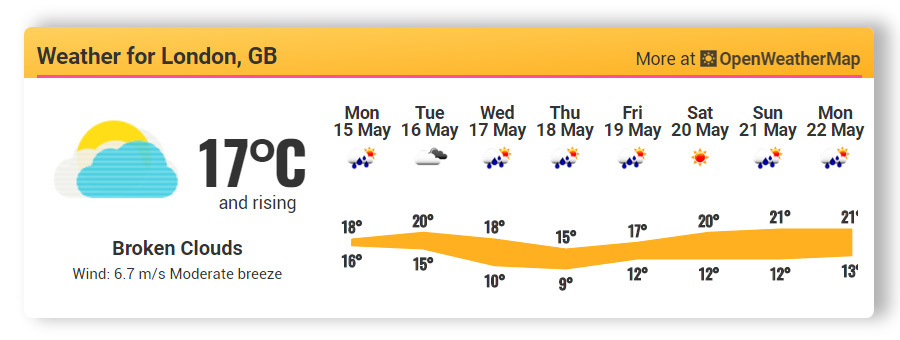 Weather for London, GB
More at OpenWeatherMap
17°C
and rising
Broken Clouds
Wind: 6.7 m/s Moderate breeze
Mon Tue Wed Thu Fri Sat Sun Mon
15 May 16 May 17 May 18 May 19 May 20 May 21 May 22 May
18° 20° 18° 15° 17° 20° 21° 21°
16° 15° 10° 9° 12° 12° 12° 13°